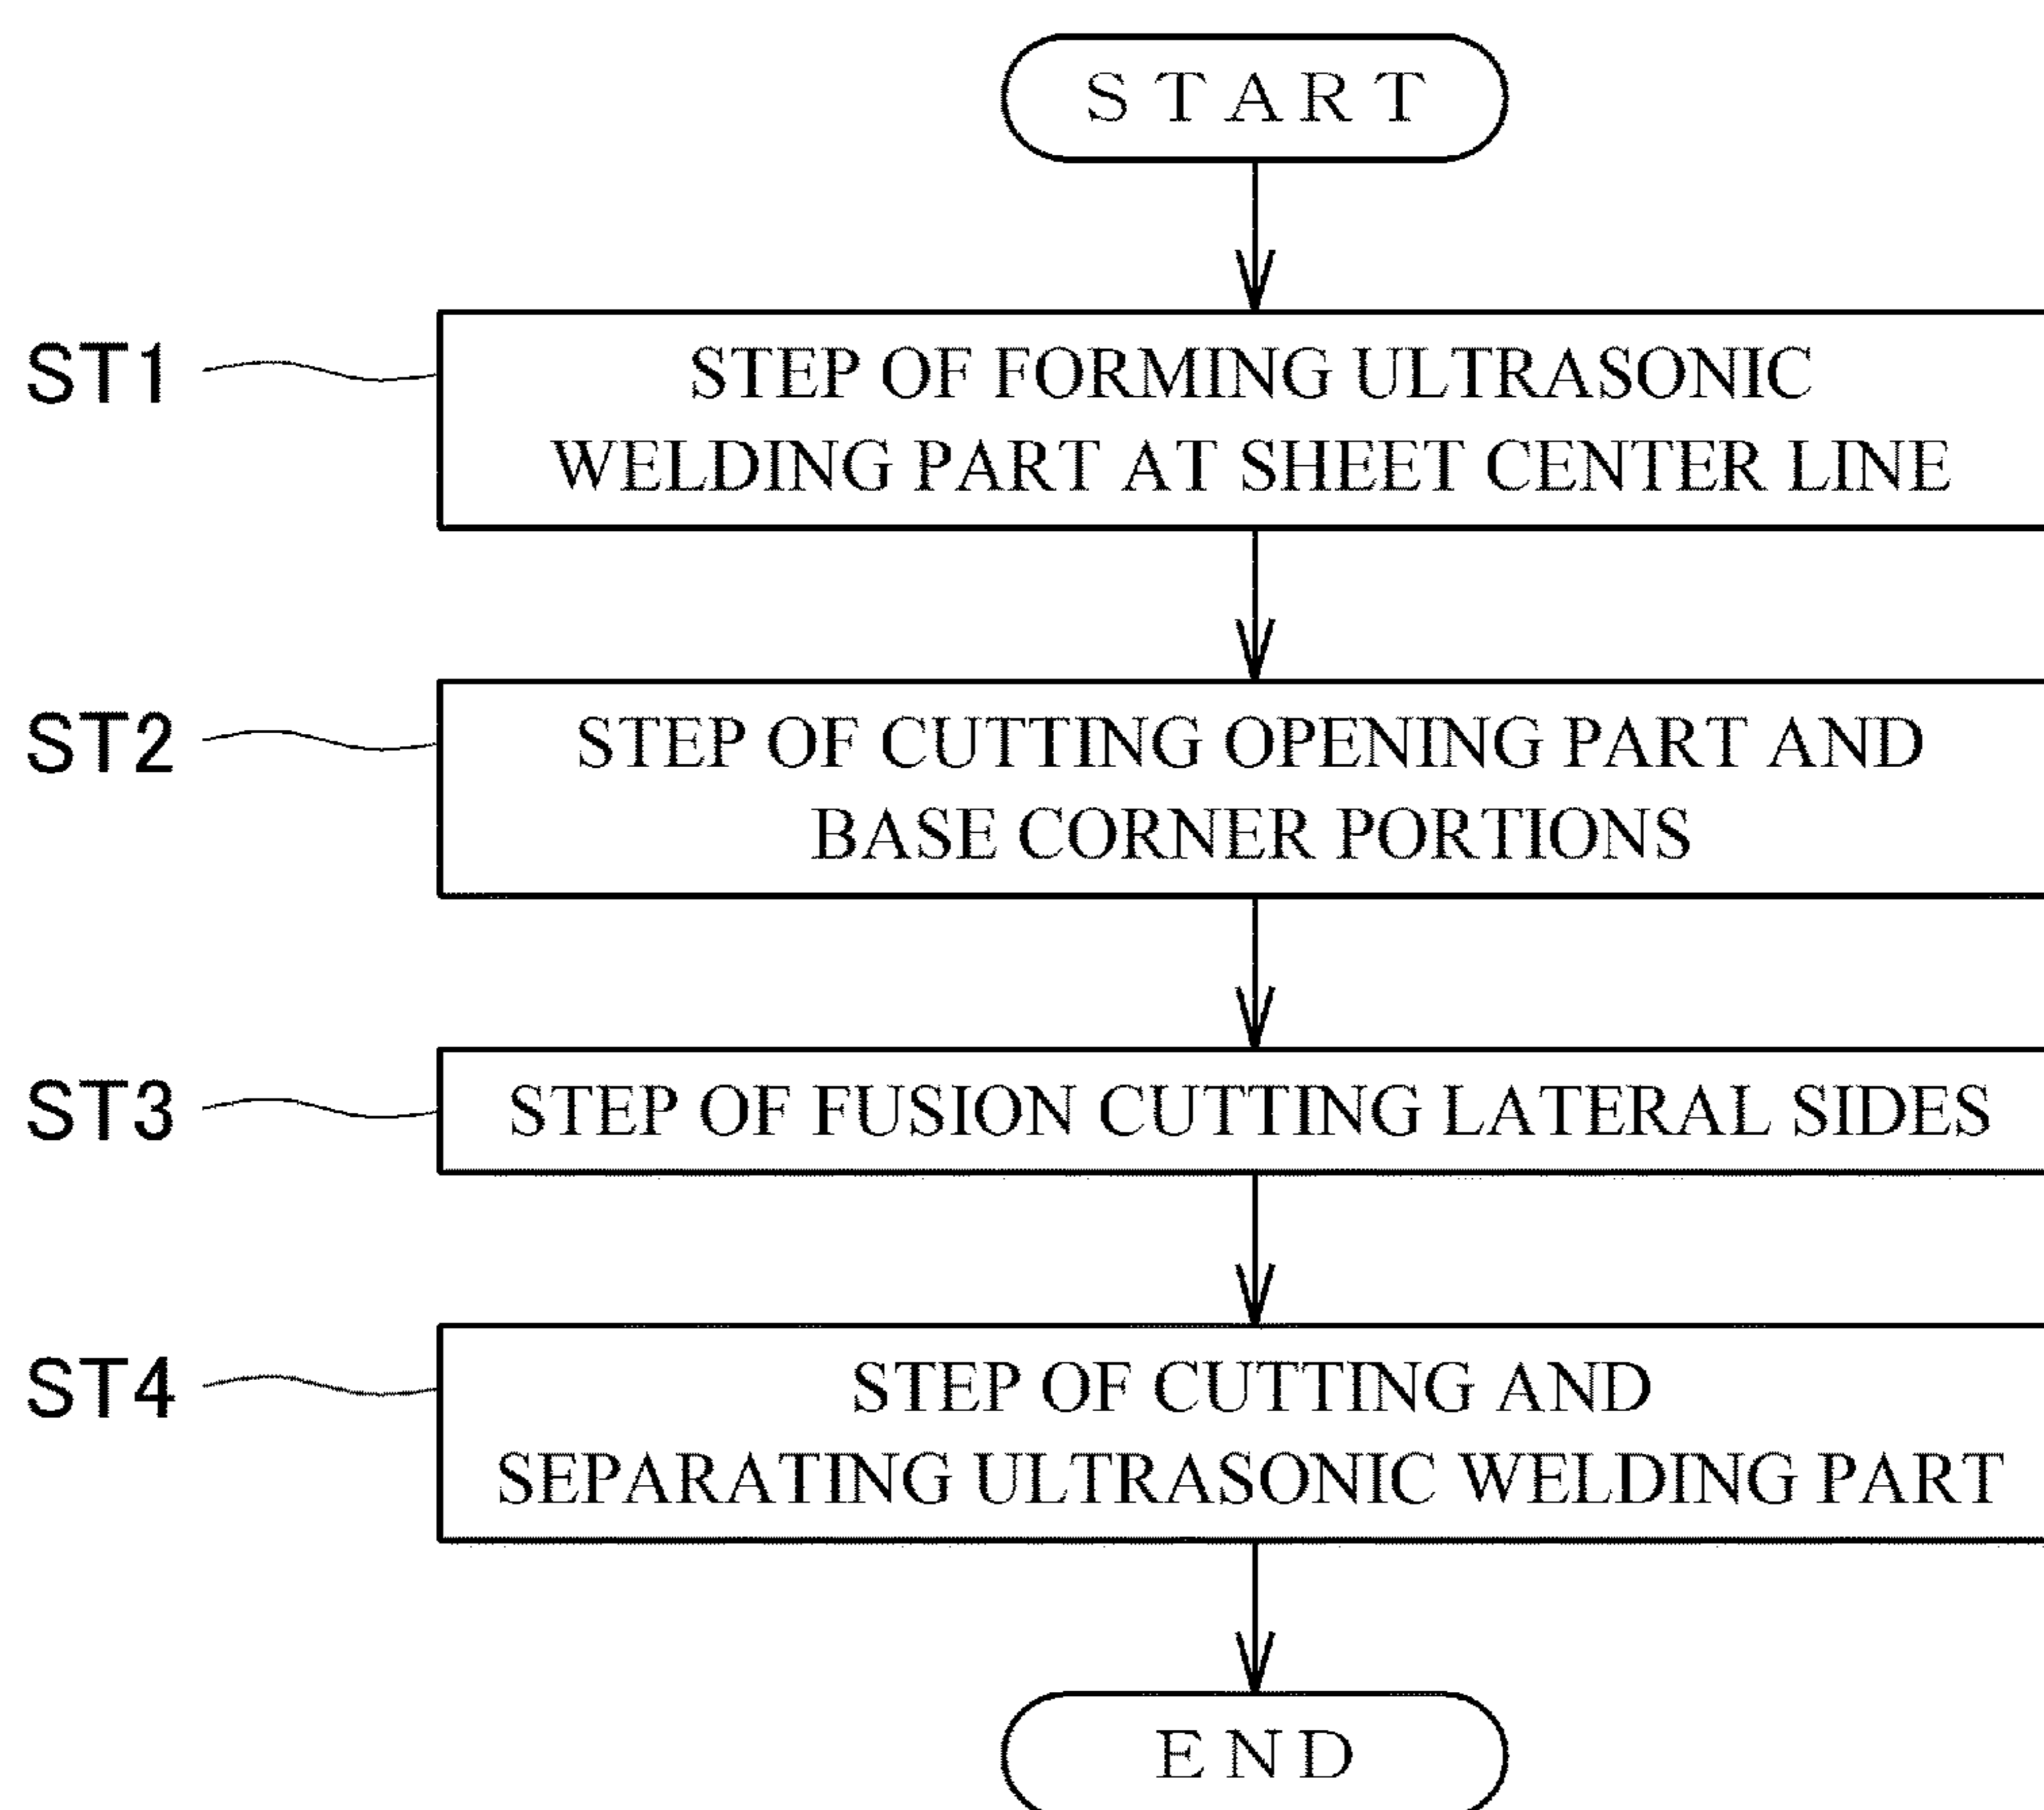 START
ST1
STEP OF FORMING ULTRASONIC
WELDING PART AT SHEET CENTER LINE
ST2
STEP OF CUTTING OPENING PART AND
BASE CORNER PORTIONS
ST3
STEP OF FUSION CUTTING LATERAL SIDES
ST4
STEP OF CUTTING AND
SEPARATING ULTRASONIC WELDING PART
END